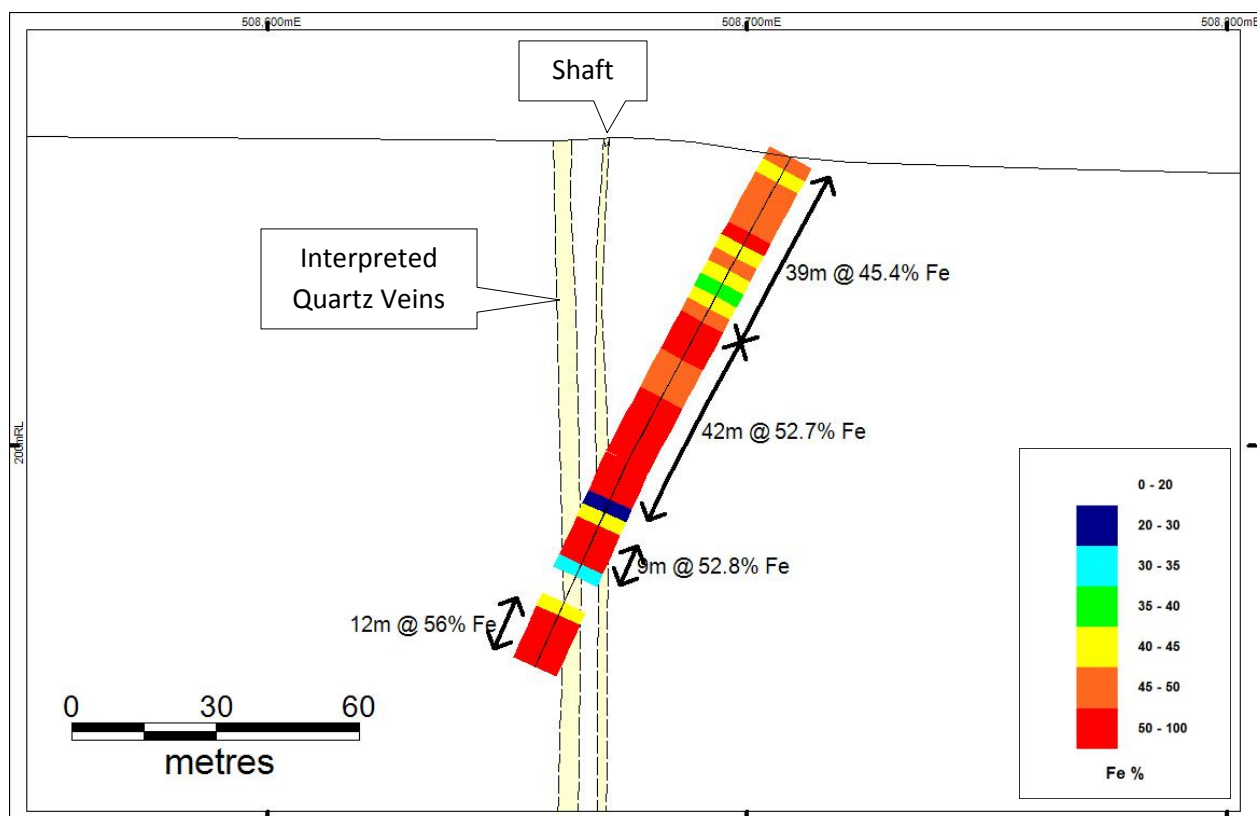 508,600mE
508,700mE
508,800mE
Shaft
Interpreted
Quartz Veins
39m @ 45.4% Fe
42m @ 52.7% Fe
200mRL
9m @ 52.8% Fe
12m @ 56% Fe
0 30 60
metres
0 - 20
20 - 30
30 - 35
35 - 40
40 - 45
45 - 50
50 - 100
Fe %